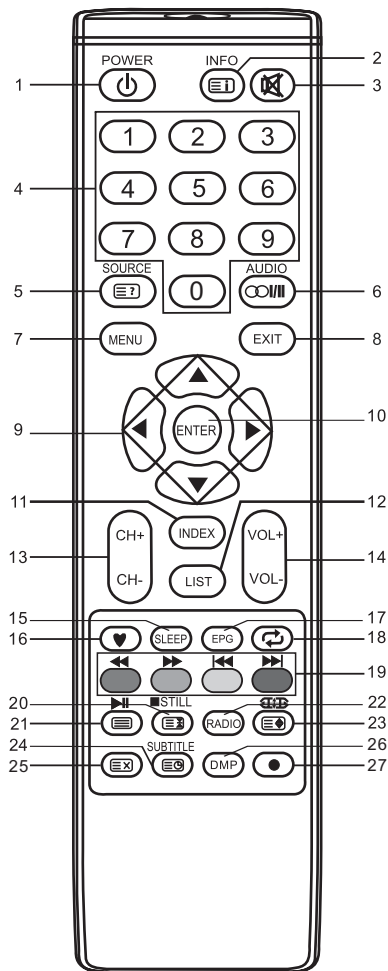 POWER INFO 2
1 3
1 2 3
4 4 5 6
7 8 9
SOURCE AUDIO
5 ? 0 I/II 6
7 MENU EXIT 8
9 ENTER 10
11 INDEX 12
13 CH+ VOL+ 14
CH- LIST VOL-
15 SLEEP EPG 17
16 18
19
20 STILL 22
21 RADIO 23
24 SUBTITLE 26
25 DMP 27